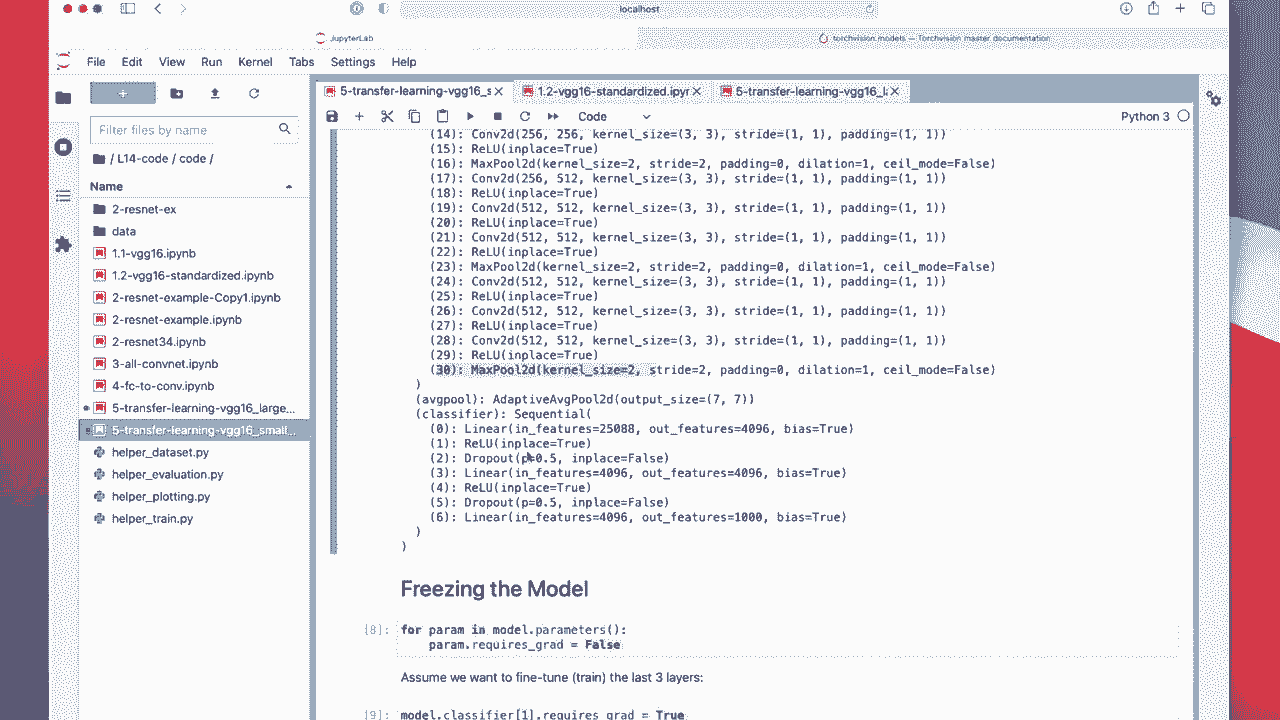 localhost
JupyterLab
torchvision.models — Torchvision master documentation
File Edit View Run Kernel Tabs Settings Help
5-transfer-learning-vgg16_s
1.2-vgg16-standardized.ipyr
5-transfer-learning-vgg16_l
Code
Python 3
Filter files by name
/ L14-code / code /
Name
2-resnet-ex
data
1.1-vgg16.ipynb
1.2-vgg16-standardized.ipynb
2-resnet-example-Copy1.ipynb
2-resnet-example.ipynb
2-resnet34.ipynb
3-all-convnet.ipynb
4-fc-to-conv.ipynb
5-transfer-learning-vgg16_large...
5-transfer-learning-vgg16_small...
helper_dataset.py
helper_evaluation.py
helper_plotting.py
helper_train.py
(14): Conv2d(256, 256, kernel_size=(3, 3), stride=(1, 1), padding=(1, 1))
(15): ReLU(inplace=True)
(16): MaxPool2d(kernel_size=2, stride=2, padding=0, dilation=1, ceil_mode=False)
(17): Conv2d(256, 512, kernel_size=(3, 3), stride=(1, 1), padding=(1, 1))
(18): ReLU(inplace=True)
(19): Conv2d(512, 512, kernel_size=(3, 3), stride=(1, 1), padding=(1, 1))
(20): ReLU(inplace=True)
(21): Conv2d(512, 512, kernel_size=(3, 3), stride=(1, 1), padding=(1, 1))
(22): ReLU(inplace=True)
(23): MaxPool2d(kernel_size=2, stride=2, padding=0, dilation=1, ceil_mode=False)
(24): Conv2d(512, 512, kernel_size=(3, 3), stride=(1, 1), padding=(1, 1))
(25): ReLU(inplace=True)
(26): Conv2d(512, 512, kernel_size=(3, 3), stride=(1, 1), padding=(1, 1))
(27): ReLU(inplace=True)
(28): Conv2d(512, 512, kernel_size=(3, 3), stride=(1, 1), padding=(1, 1))
(29): ReLU(inplace=True)
(30): MaxPool2d(kernel_size=2, stride=2, padding=0, dilation=1, ceil_mode=False)
)
(avgpool): AdaptiveAvgPool2d(output_size=(7, 7))
(classifier): Sequential(
(0): Linear(in_features=25088, out_features=4096, bias=True)
(1): ReLU(inplace=True)
(2): Dropout(p=0.5, inplace=False)
(3): Linear(in_features=4096, out_features=4096, bias=True)
(4): ReLU(inplace=True)
(5): Dropout(p=0.5, inplace=False)
(6): Linear(in_features=4096, out_features=1000, bias=True)
)
)
Freezing the Model
[8]: for param in model.parameters():
param.requires_grad = False
Assume we want to fine-tune (train) the last 3 layers:
[9]: model.classifier[1].requires_grad = True